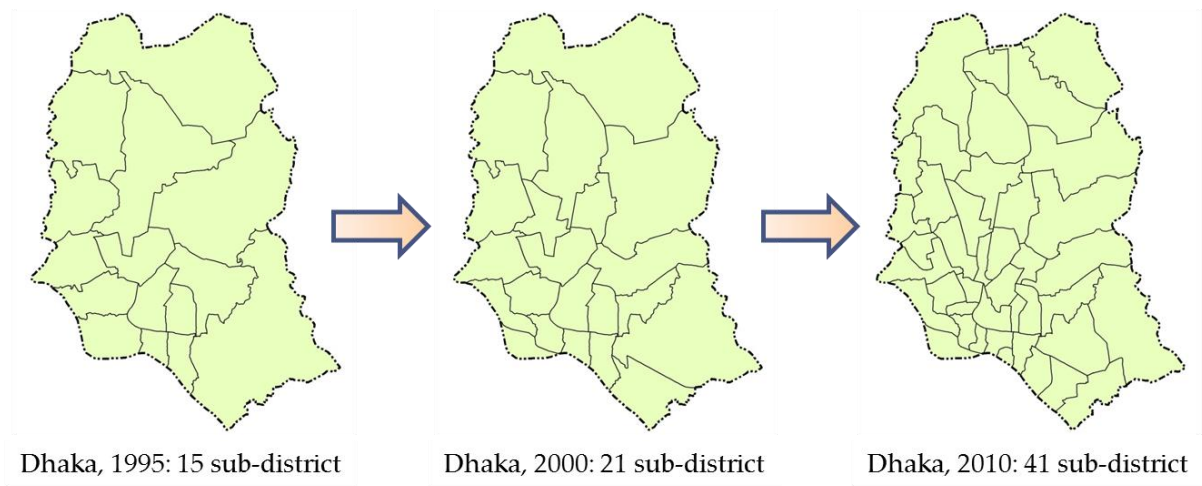 Dhaka, 1995: 15 sub-district
Dhaka, 2000: 21 sub-district
Dhaka, 2010: 41 sub-district